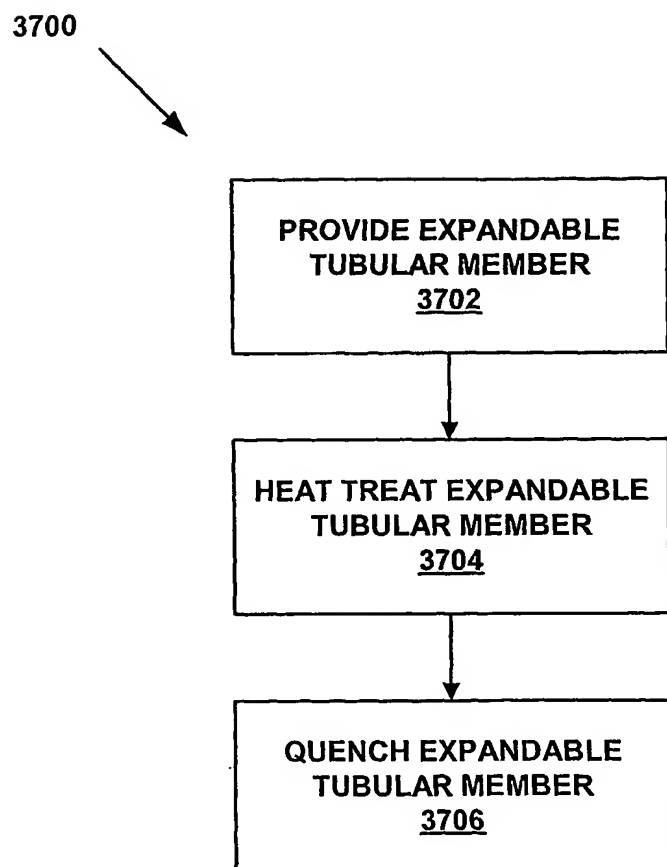 3700
PROVIDE EXPANDABLE
TUBULAR MEMBER
3702
HEAT TREAT EXPANDABLE
TUBULAR MEMBER
3704
QUENCH EXPANDABLE
TUBULAR MEMBER
3706